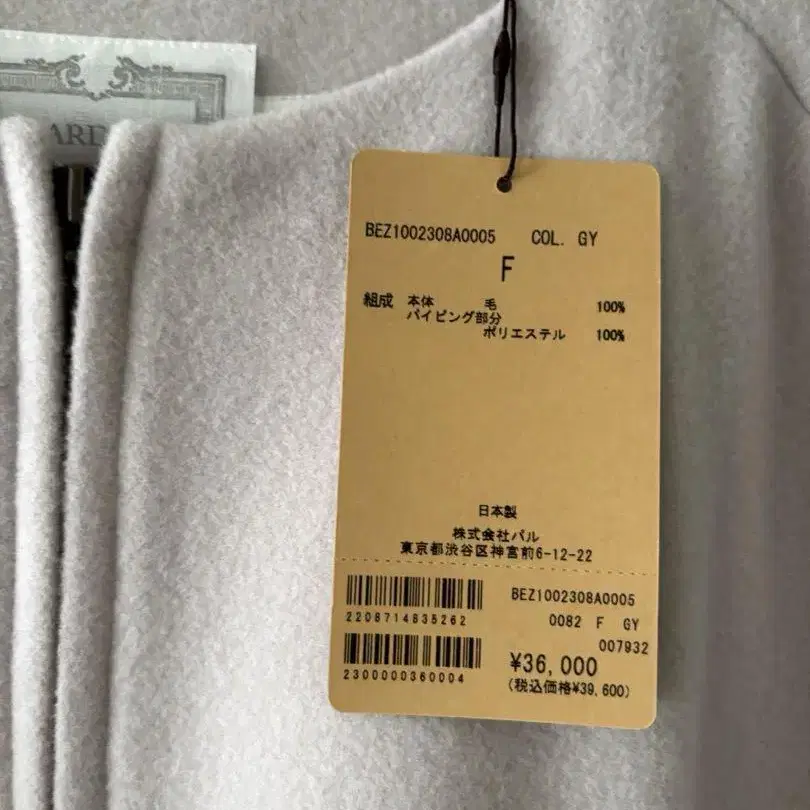 BEZ1002308A0005 COL. GY
F
組成 本体 毛 100%
パイピング部分
ポリエステル 100%
日本製
株式会社パル
東京都渋谷区神宮前6-12-22
BEZ1002308A0005
2208714835262
0082 F GY
007932
2300000360004
¥36,000
(税込価格¥39,600)